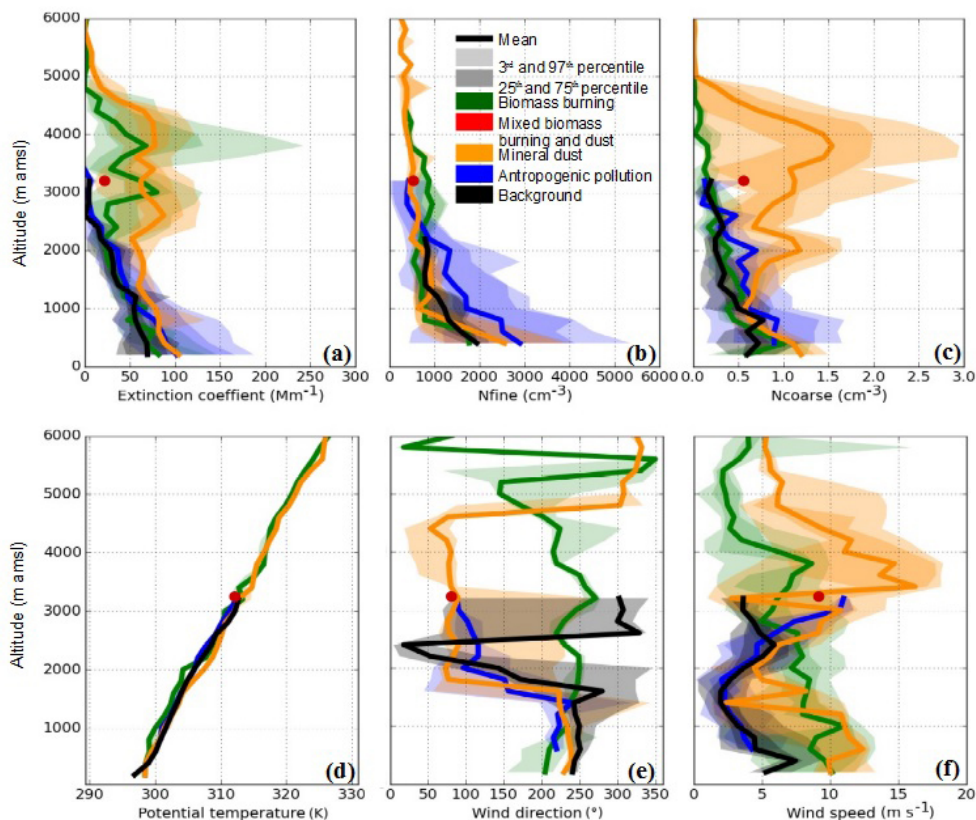 6000
5000
4000
3000
2000
1000
0
Altitude (m amsl)
0 50 100 150 200 250 300
Extinction coeffient (Mm-1)
(a)
Mean
3rd and 97th percentile
25th and 75th percentile
Biomass burning
Mixed biomass
burning and dust
Mineral dust
Antropogenic pollution
Background
0 1000 2000 3000 4000 5000 6000
Nfine (cm-3)
(b)
0.0 0.5 1.0 1.5 2.0 2.5 3.0
Ncoarse (cm-3)
(c)
6000
5000
4000
3000
2000
1000
Altitude (m amsl)
290 300 310 320 330
Potential temperature (K)
(d)
0 50 100 150 200 250 300 350
Wind direction (°)
(e)
0 5 10 15 20
Wind speed (m s-1)
(f)